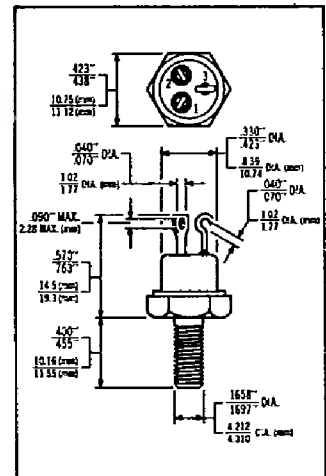 .423"
.438"
10.75 (mm)
11.12 (mm)
2
3
1
.330"
.423" DIA.
8.39
10.74 DIA. (mm)
.040"
.070" DIA.
1.02
1.77 DIA. (mm)
.040"
.070" DIA.
1.02
1.77 DIA. (mm)
.090" MAX.
2.28 MAX. (mm)
.570"
.763"
14.5 (mm)
19.3 (mm)
.400"
.455"
10.16 (mm)
11.55 (mm)
.1658"
.1697" DIA.
4.212
4.310 DIA. (mm)